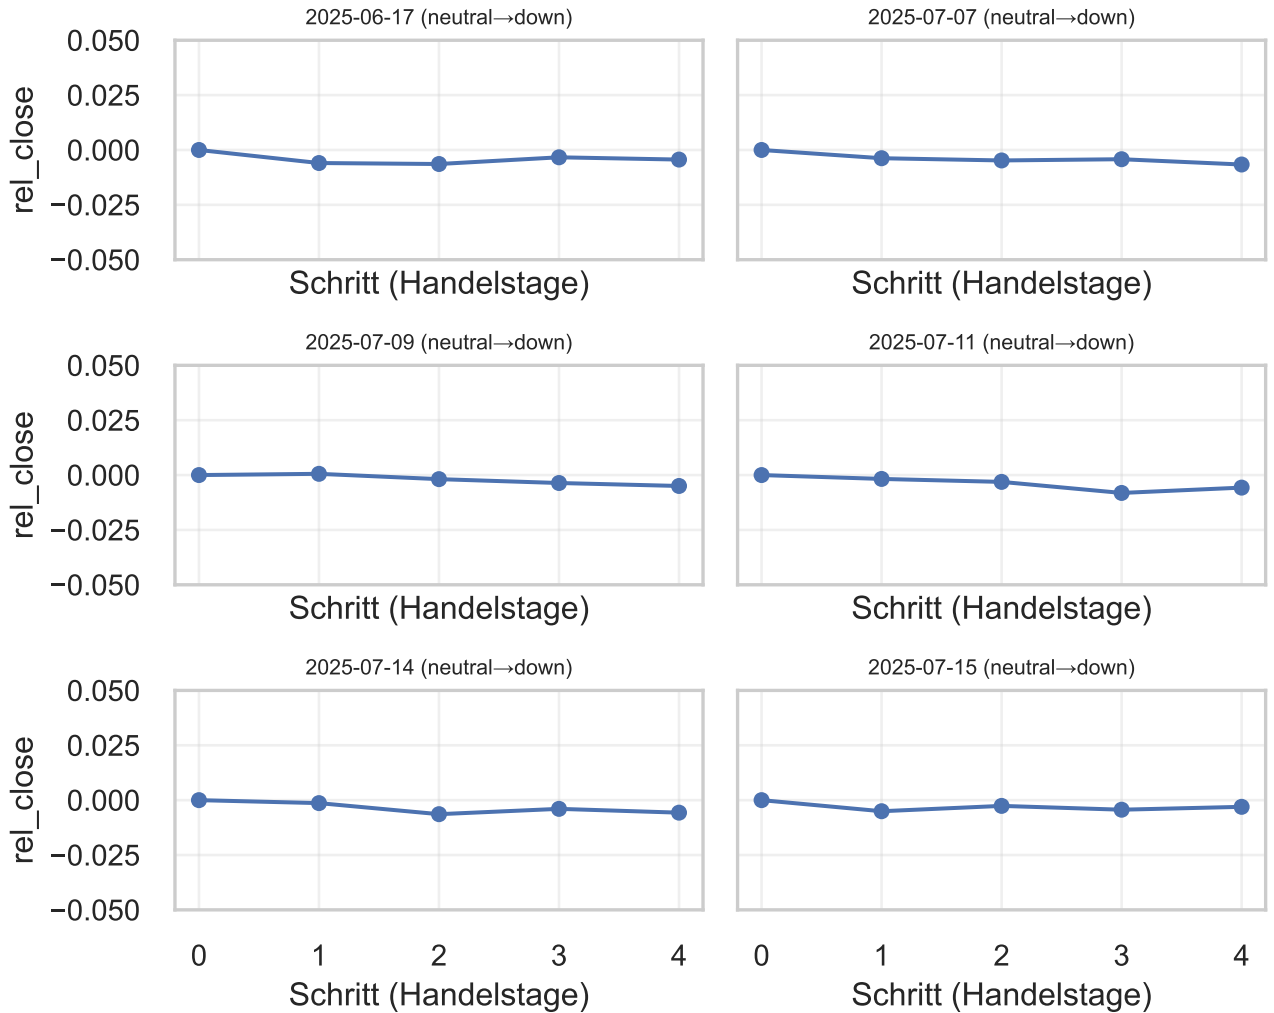 2025-06-17 (neutral→down)
0.050
0.025
0.000
−0.025
−0.050
rel_close
Schritt (Handelstage)
2025-07-07 (neutral→down)
Schritt (Handelstage)
2025-07-09 (neutral→down)
0.050
0.025
0.000
−0.025
−0.050
rel_close
Schritt (Handelstage)
2025-07-11 (neutral→down)
Schritt (Handelstage)
2025-07-14 (neutral→down)
0.050
0.025
0.000
−0.025
−0.050
rel_close
0 1 2 3 4
Schritt (Handelstage)
2025-07-15 (neutral→down)
0 1 2 3 4
Schritt (Handelstage)